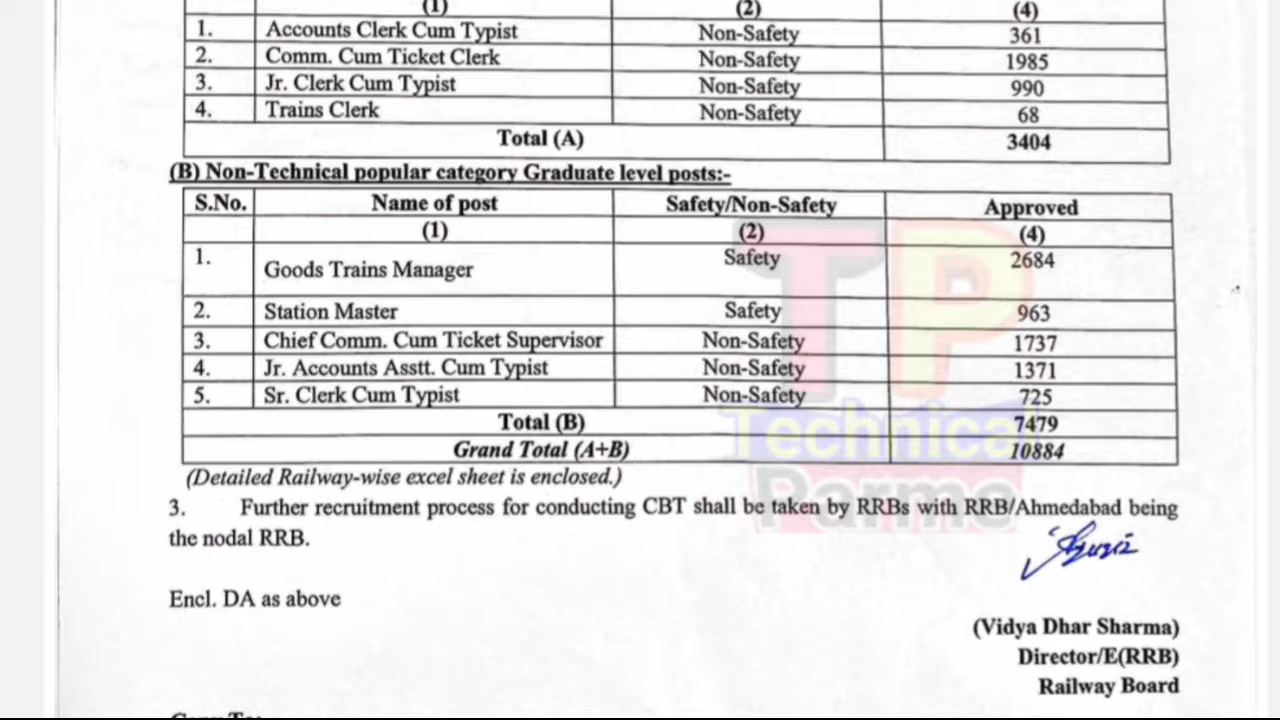 (1) (2) (4)
1. Accounts Clerk Cum Typist Non-Safety 361
2. Comm. Cum Ticket Clerk Non-Safety 1985
3. Jr. Clerk Cum Typist Non-Safety 990
4. Trains Clerk Non-Safety 68
Total (A) 3404
(B) Non-Technical popular category Graduate level posts:-
S.No. Name of post Safety/Non-Safety Approved
(1) (2) (4)
1. Goods Trains Manager Safety 2684
2. Station Master Safety 963
3. Chief Comm. Cum Ticket Supervisor Non-Safety 1737
4. Jr. Accounts Asstt. Cum Typist Non-Safety 1371
5. Sr. Clerk Cum Typist Non-Safety 725
Total (B) 7479
Grand Total (A+B) 10884
(Detailed Railway-wise excel sheet is enclosed.)
3. Further recruitment process for conducting CBT shall be taken by RRBs with RRB/Ahmedabad being
the nodal RRB.
Encl. DA as above
(Vidya Dhar Sharma)
Director/E(RRB)
Railway Board
TP
Technical
Parme